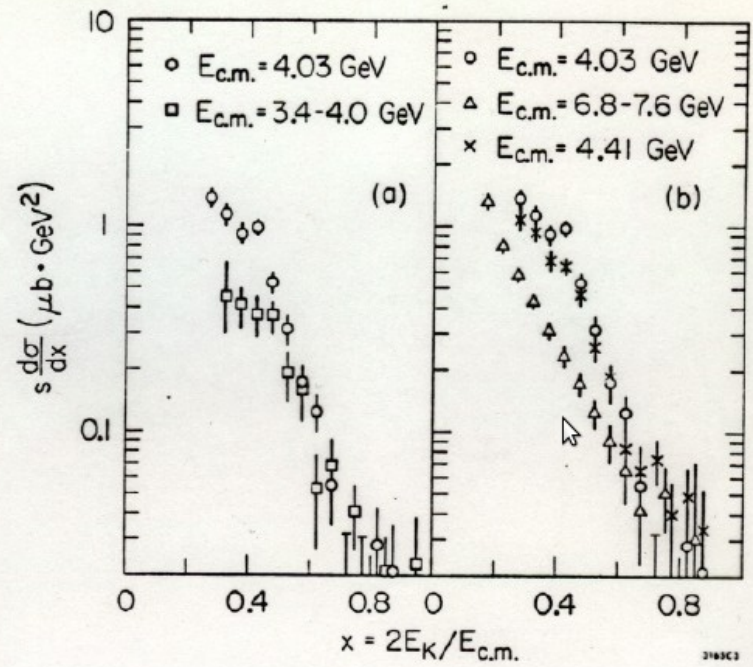 10
E_c.m. = 4.03 GeV
E_c.m. = 3.4-4.0 GeV
(a)
E_c.m. = 4.03 GeV
E_c.m. = 6.8-7.6 GeV
E_c.m. = 4.41 GeV
(b)
s dσ/dx (μb • GeV²)
1
0.1
0 0.4 0.8 0 0.4 0.8
x = 2E_K/E_c.m.
3163C3